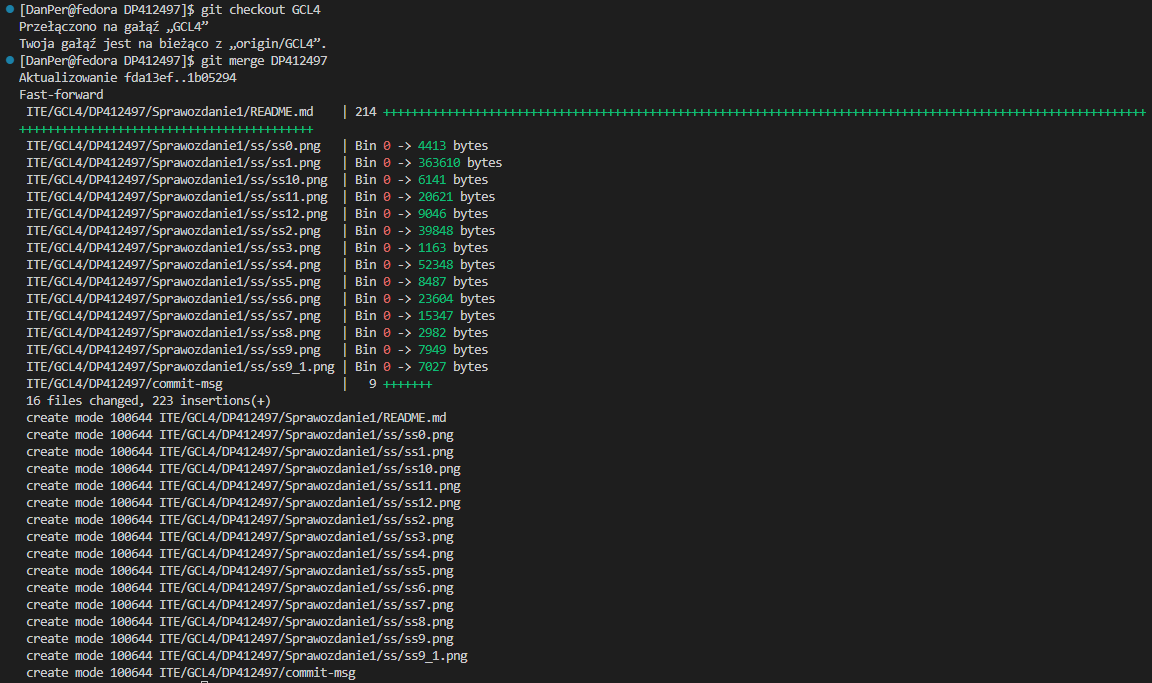 [DanPer@fedora DP412497]$ git checkout GCL4
Przełączono na gałąź „GCL4”
Twoja gałąź jest na bieżąco z „origin/GCL4”.
[DanPer@fedora DP412497]$ git merge DP412497
Aktualizowanie fda13ef..1b05294
Fast-forward
 ITE/GCL4/DP412497/Sprawozdanie1/README.md    | 214 +++++++++++++++++++++++++++++++++++++++++++++++++++++++++++++++++++++++++++++++++++++++++++++++++++++++++++++
++++++++++++++++++++++++++++++++++++++++++
 ITE/GCL4/DP412497/Sprawozdanie1/ss/ss0.png   | Bin 0 -> 4413 bytes
 ITE/GCL4/DP412497/Sprawozdanie1/ss/ss1.png   | Bin 0 -> 363610 bytes
 ITE/GCL4/DP412497/Sprawozdanie1/ss/ss10.png  | Bin 0 -> 6141 bytes
 ITE/GCL4/DP412497/Sprawozdanie1/ss/ss11.png  | Bin 0 -> 20621 bytes
 ITE/GCL4/DP412497/Sprawozdanie1/ss/ss12.png  | Bin 0 -> 9046 bytes
 ITE/GCL4/DP412497/Sprawozdanie1/ss/ss2.png   | Bin 0 -> 39848 bytes
 ITE/GCL4/DP412497/Sprawozdanie1/ss/ss3.png   | Bin 0 -> 1163 bytes
 ITE/GCL4/DP412497/Sprawozdanie1/ss/ss4.png   | Bin 0 -> 52348 bytes
 ITE/GCL4/DP412497/Sprawozdanie1/ss/ss5.png   | Bin 0 -> 8487 bytes
 ITE/GCL4/DP412497/Sprawozdanie1/ss/ss6.png   | Bin 0 -> 23604 bytes
 ITE/GCL4/DP412497/Sprawozdanie1/ss/ss7.png   | Bin 0 -> 15347 bytes
 ITE/GCL4/DP412497/Sprawozdanie1/ss/ss8.png   | Bin 0 -> 2982 bytes
 ITE/GCL4/DP412497/Sprawozdanie1/ss/ss9.png   | Bin 0 -> 7949 bytes
 ITE/GCL4/DP412497/Sprawozdanie1/ss/ss9_1.png | Bin 0 -> 7027 bytes
 ITE/GCL4/DP412497/commit-msg                 |   9 +++++++
 16 files changed, 223 insertions(+)
 create mode 100644 ITE/GCL4/DP412497/Sprawozdanie1/README.md
 create mode 100644 ITE/GCL4/DP412497/Sprawozdanie1/ss/ss0.png
 create mode 100644 ITE/GCL4/DP412497/Sprawozdanie1/ss/ss1.png
 create mode 100644 ITE/GCL4/DP412497/Sprawozdanie1/ss/ss10.png
 create mode 100644 ITE/GCL4/DP412497/Sprawozdanie1/ss/ss11.png
 create mode 100644 ITE/GCL4/DP412497/Sprawozdanie1/ss/ss12.png
 create mode 100644 ITE/GCL4/DP412497/Sprawozdanie1/ss/ss2.png
 create mode 100644 ITE/GCL4/DP412497/Sprawozdanie1/ss/ss3.png
 create mode 100644 ITE/GCL4/DP412497/Sprawozdanie1/ss/ss4.png
 create mode 100644 ITE/GCL4/DP412497/Sprawozdanie1/ss/ss5.png
 create mode 100644 ITE/GCL4/DP412497/Sprawozdanie1/ss/ss6.png
 create mode 100644 ITE/GCL4/DP412497/Sprawozdanie1/ss/ss7.png
 create mode 100644 ITE/GCL4/DP412497/Sprawozdanie1/ss/ss8.png
 create mode 100644 ITE/GCL4/DP412497/Sprawozdanie1/ss/ss9.png
 create mode 100644 ITE/GCL4/DP412497/Sprawozdanie1/ss/ss9_1.png
 create mode 100644 ITE/GCL4/DP412497/commit-msg